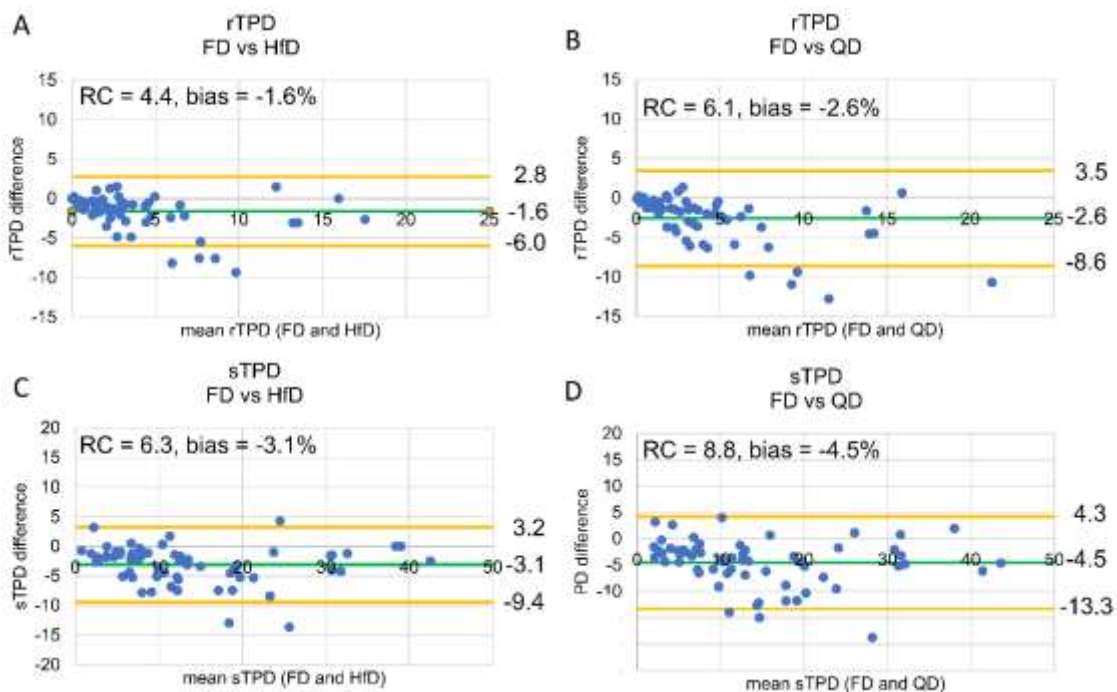 A
rTPD
FD vs HfD
RC = 4.4, bias = -1.6%
15
10
5
0
-5
-10
-15
0
5
10
15
20
25
2.8
-1.6
-6.0
rTPD difference
mean rTPD (FD and HfD)
B
rTPD
FD vs QD
RC = 6.1, bias = -2.6%
15
10
5
0
-5
-10
-15
0
5
10
15
20
25
3.5
-2.6
-8.6
rTPD difference
mean rTPD (FD and QD)
C
sTPD
FD vs HfD
RC = 6.3, bias = -3.1%
20
15
10
5
0
-5
-10
-15
-20
0
10
20
30
40
50
3.2
-3.1
-9.4
sTPD difference
mean sTPD (FD and HfD)
D
sTPD
FD vs QD
RC = 8.8, bias = -4.5%
20
15
10
5
0
-5
-10
0
10
20
30
40
50
4.3
-4.5
-13.3
PD difference
mean sTPD (FD and QD)